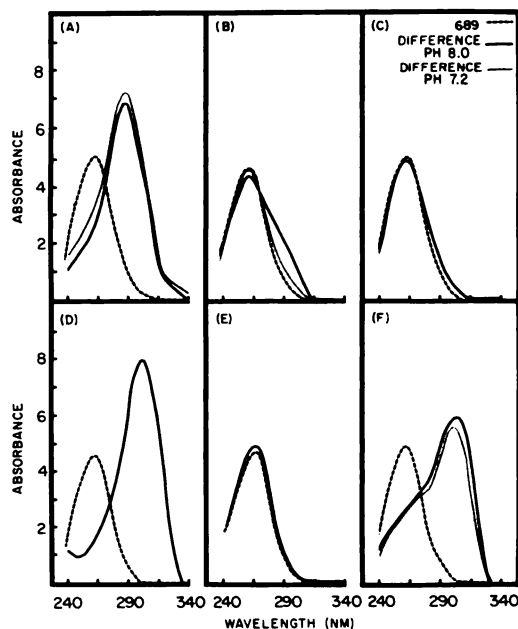 (A)
(B)
(C)
689
DIFFERENCE
PH 8.0
DIFFERENCE
PH 7.2
8
6
4
2
ABSORBANCE
(D)
(E)
(F)
8
6
4
2
ABSORBANCE
240 290 340 240 290 340 240 290 340
WAVELENGTH (NM)